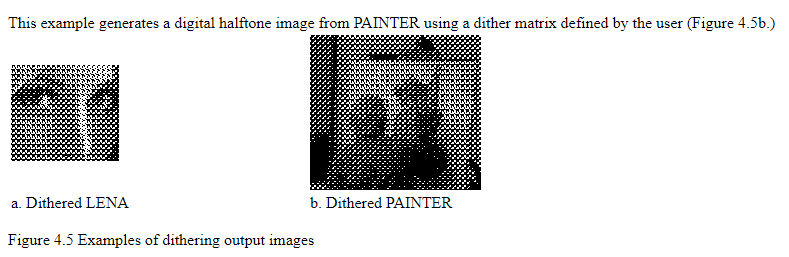 This example generates a digital halftone image from PAINTER using a dither matrix defined by the user (Figure 4.5b.)
a. Dithered LENA
b. Dithered PAINTER
Figure 4.5 Examples of dithering output images